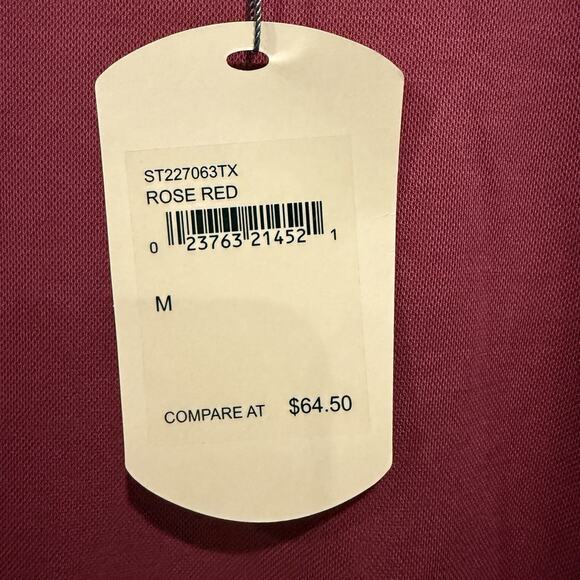 ST227063TX
ROSE RED
0 23763 21452 1
M
COMPARE AT $64.50